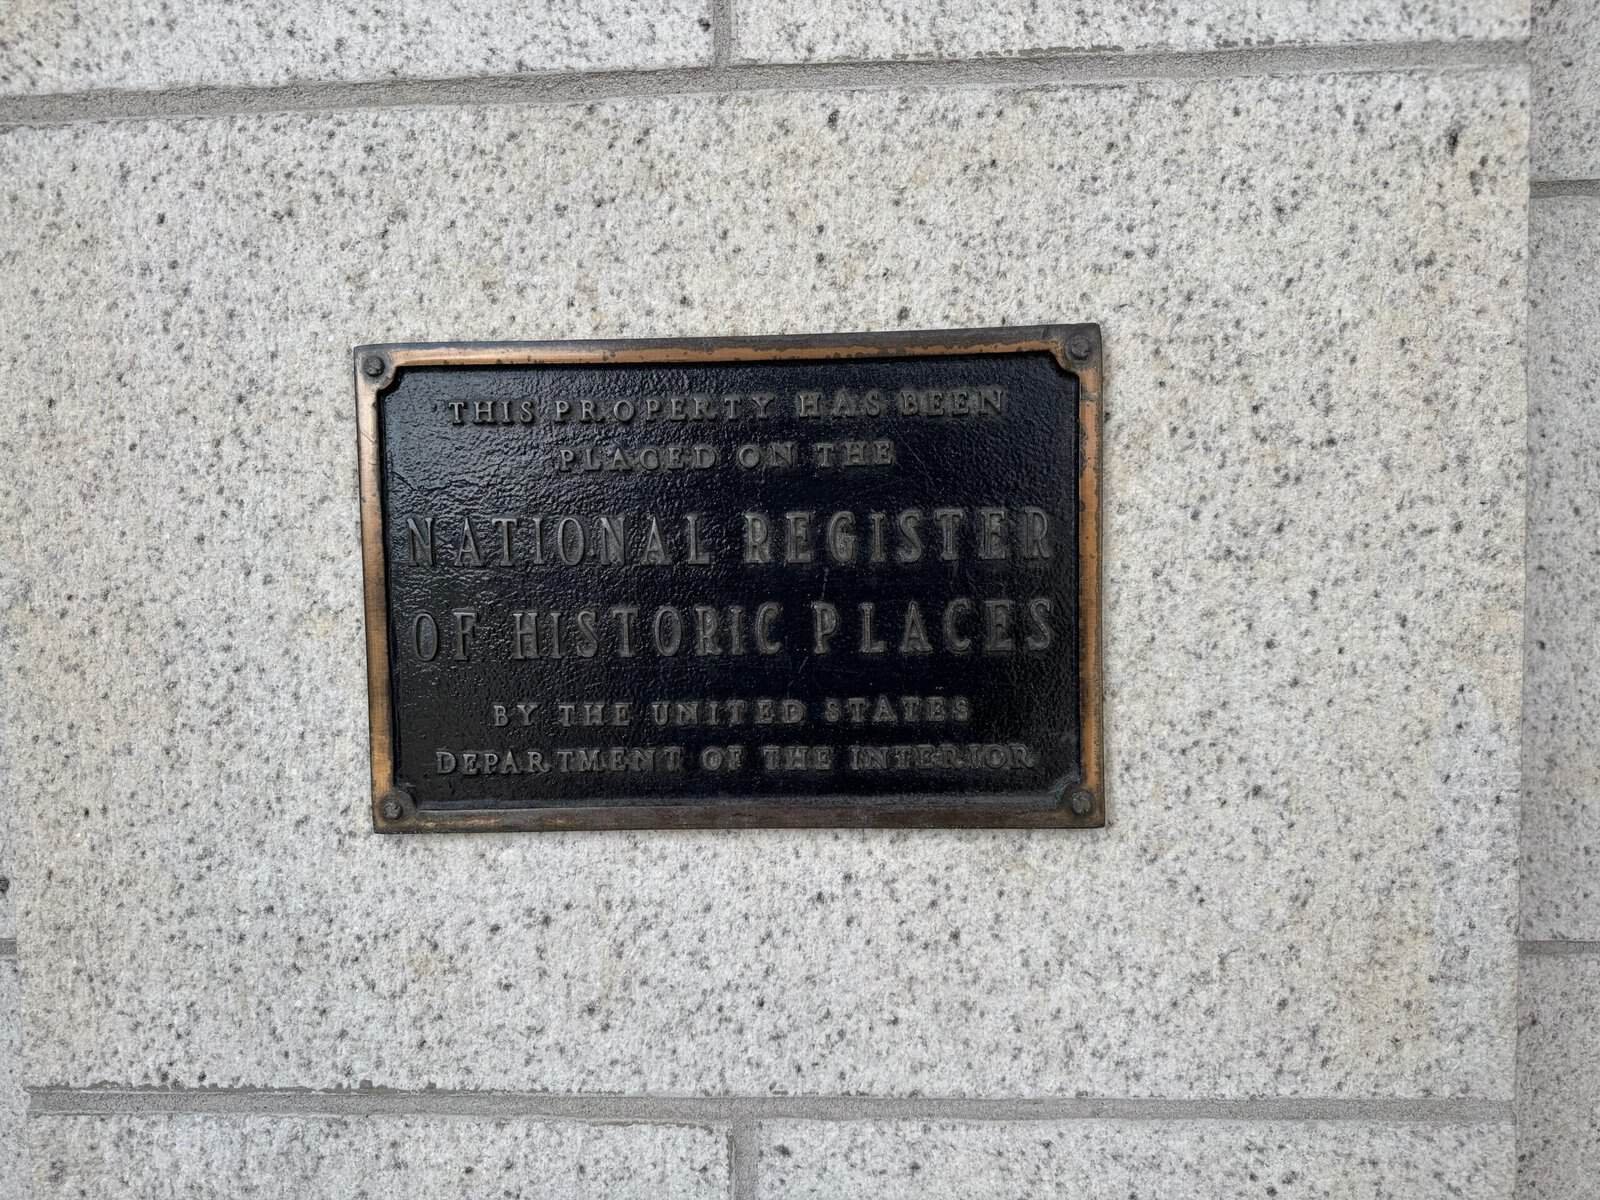 THIS PROPERTY HAS BEEN
PLACED ON THE
NATIONAL REGISTER
OF HISTORIC PLACES
BY THE UNITED STATES
DEPARTMENT OF THE INTERIOR